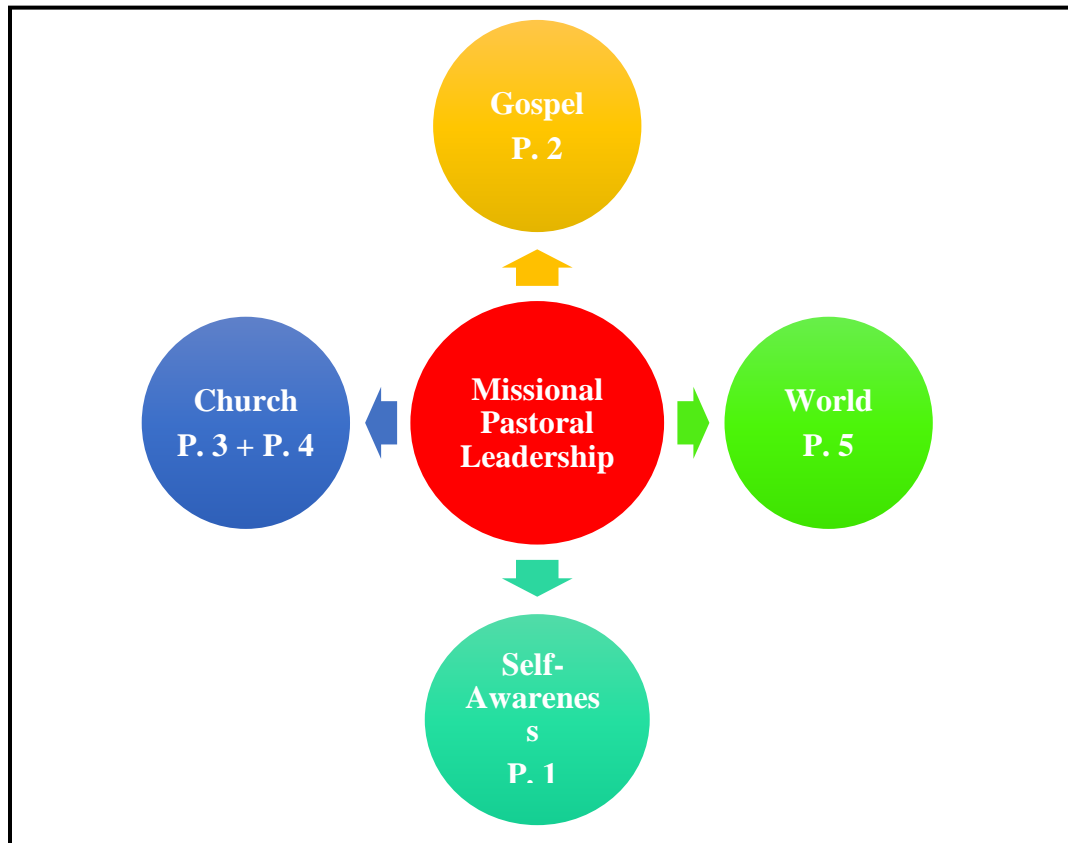 Gospel
P. 2
Church
P. 3 + P. 4
Missional
Pastoral
Leadership
World
P. 5
Self-
Awarenes
s
P. 1